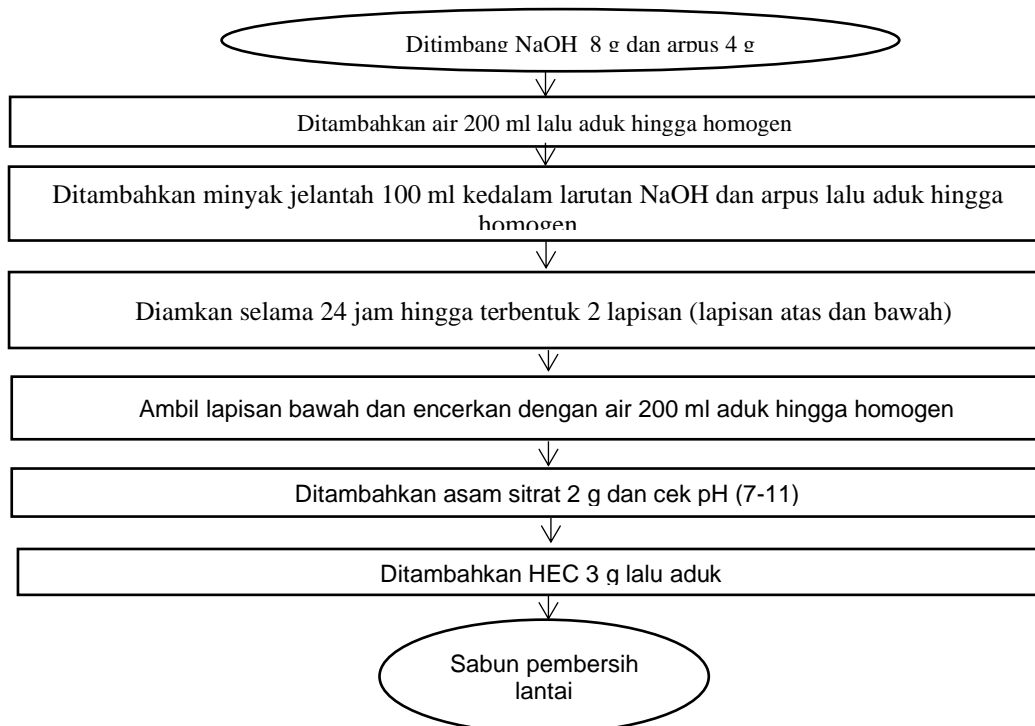 Ditimbang NaOH 8 g dan arpus 4 g
Ditambahkan air 200 ml lalu aduk hingga homogen
Ditambahkan minyak jelantah 100 ml kedalam larutan NaOH dan arpus lalu aduk hingga
homogen
Diamkan selama 24 jam hingga terbentuk 2 lapisan (lapisan atas dan bawah)
Ambil lapisan bawah dan encerkan dengan air 200 ml aduk hingga homogen
Ditambahkan asam sitrat 2 g dan cek pH (7-11)
Ditambahkan HEC 3 g lalu aduk
Sabun pembersih
lantai